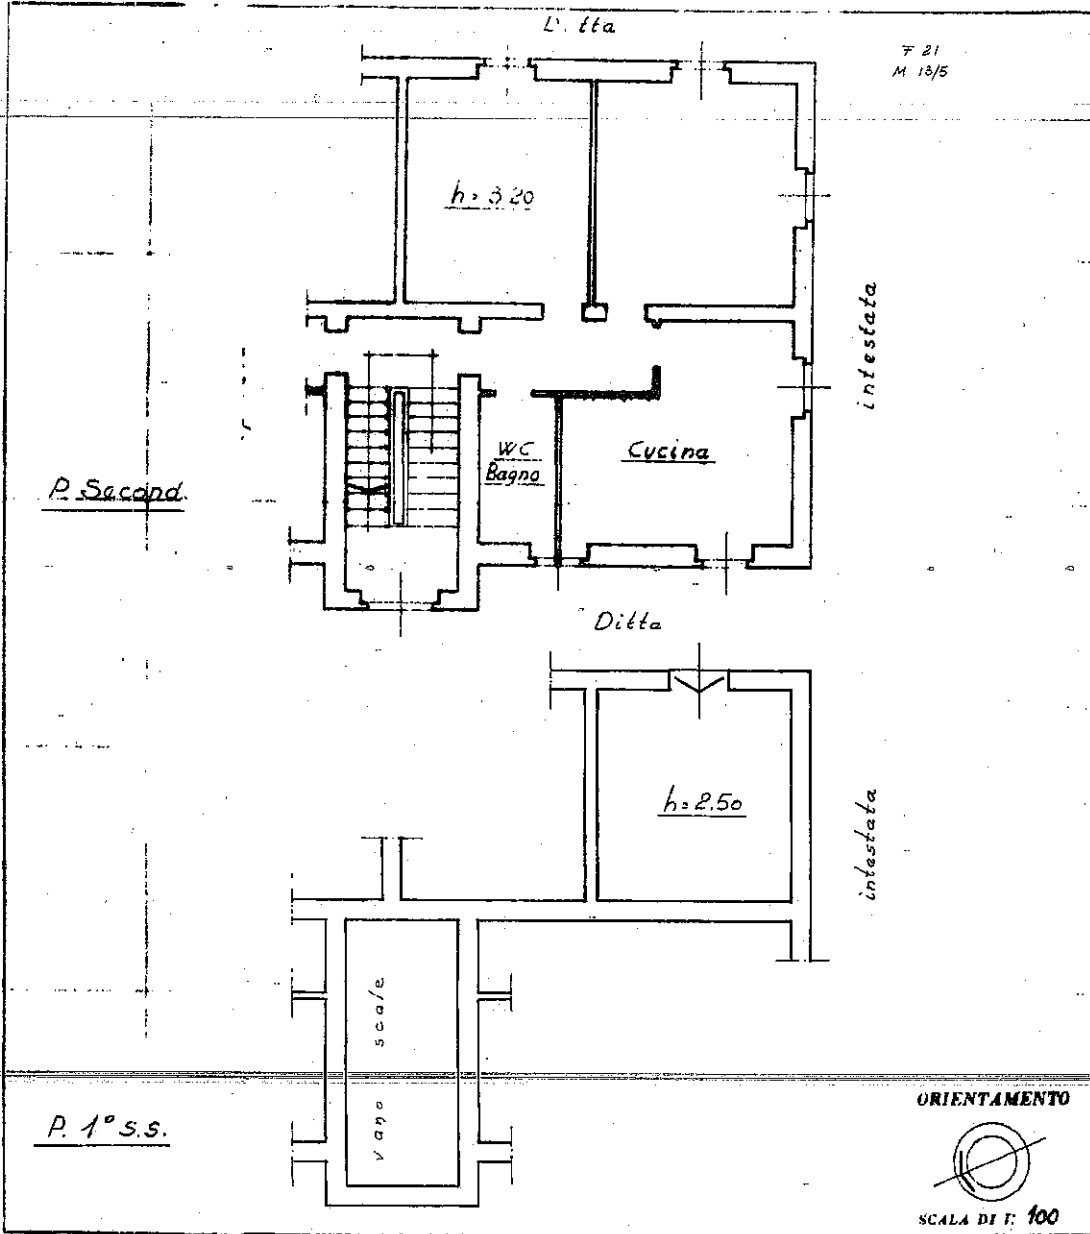 F 21
M 13/5
h = 3.20
intestata
WC
Bagno
Cucina
P. Second.
Ditta
h = 2.50
intestata
vano scale
P. 1° s.s.
ORIENTAMENTO
SCALA DI 1: 100